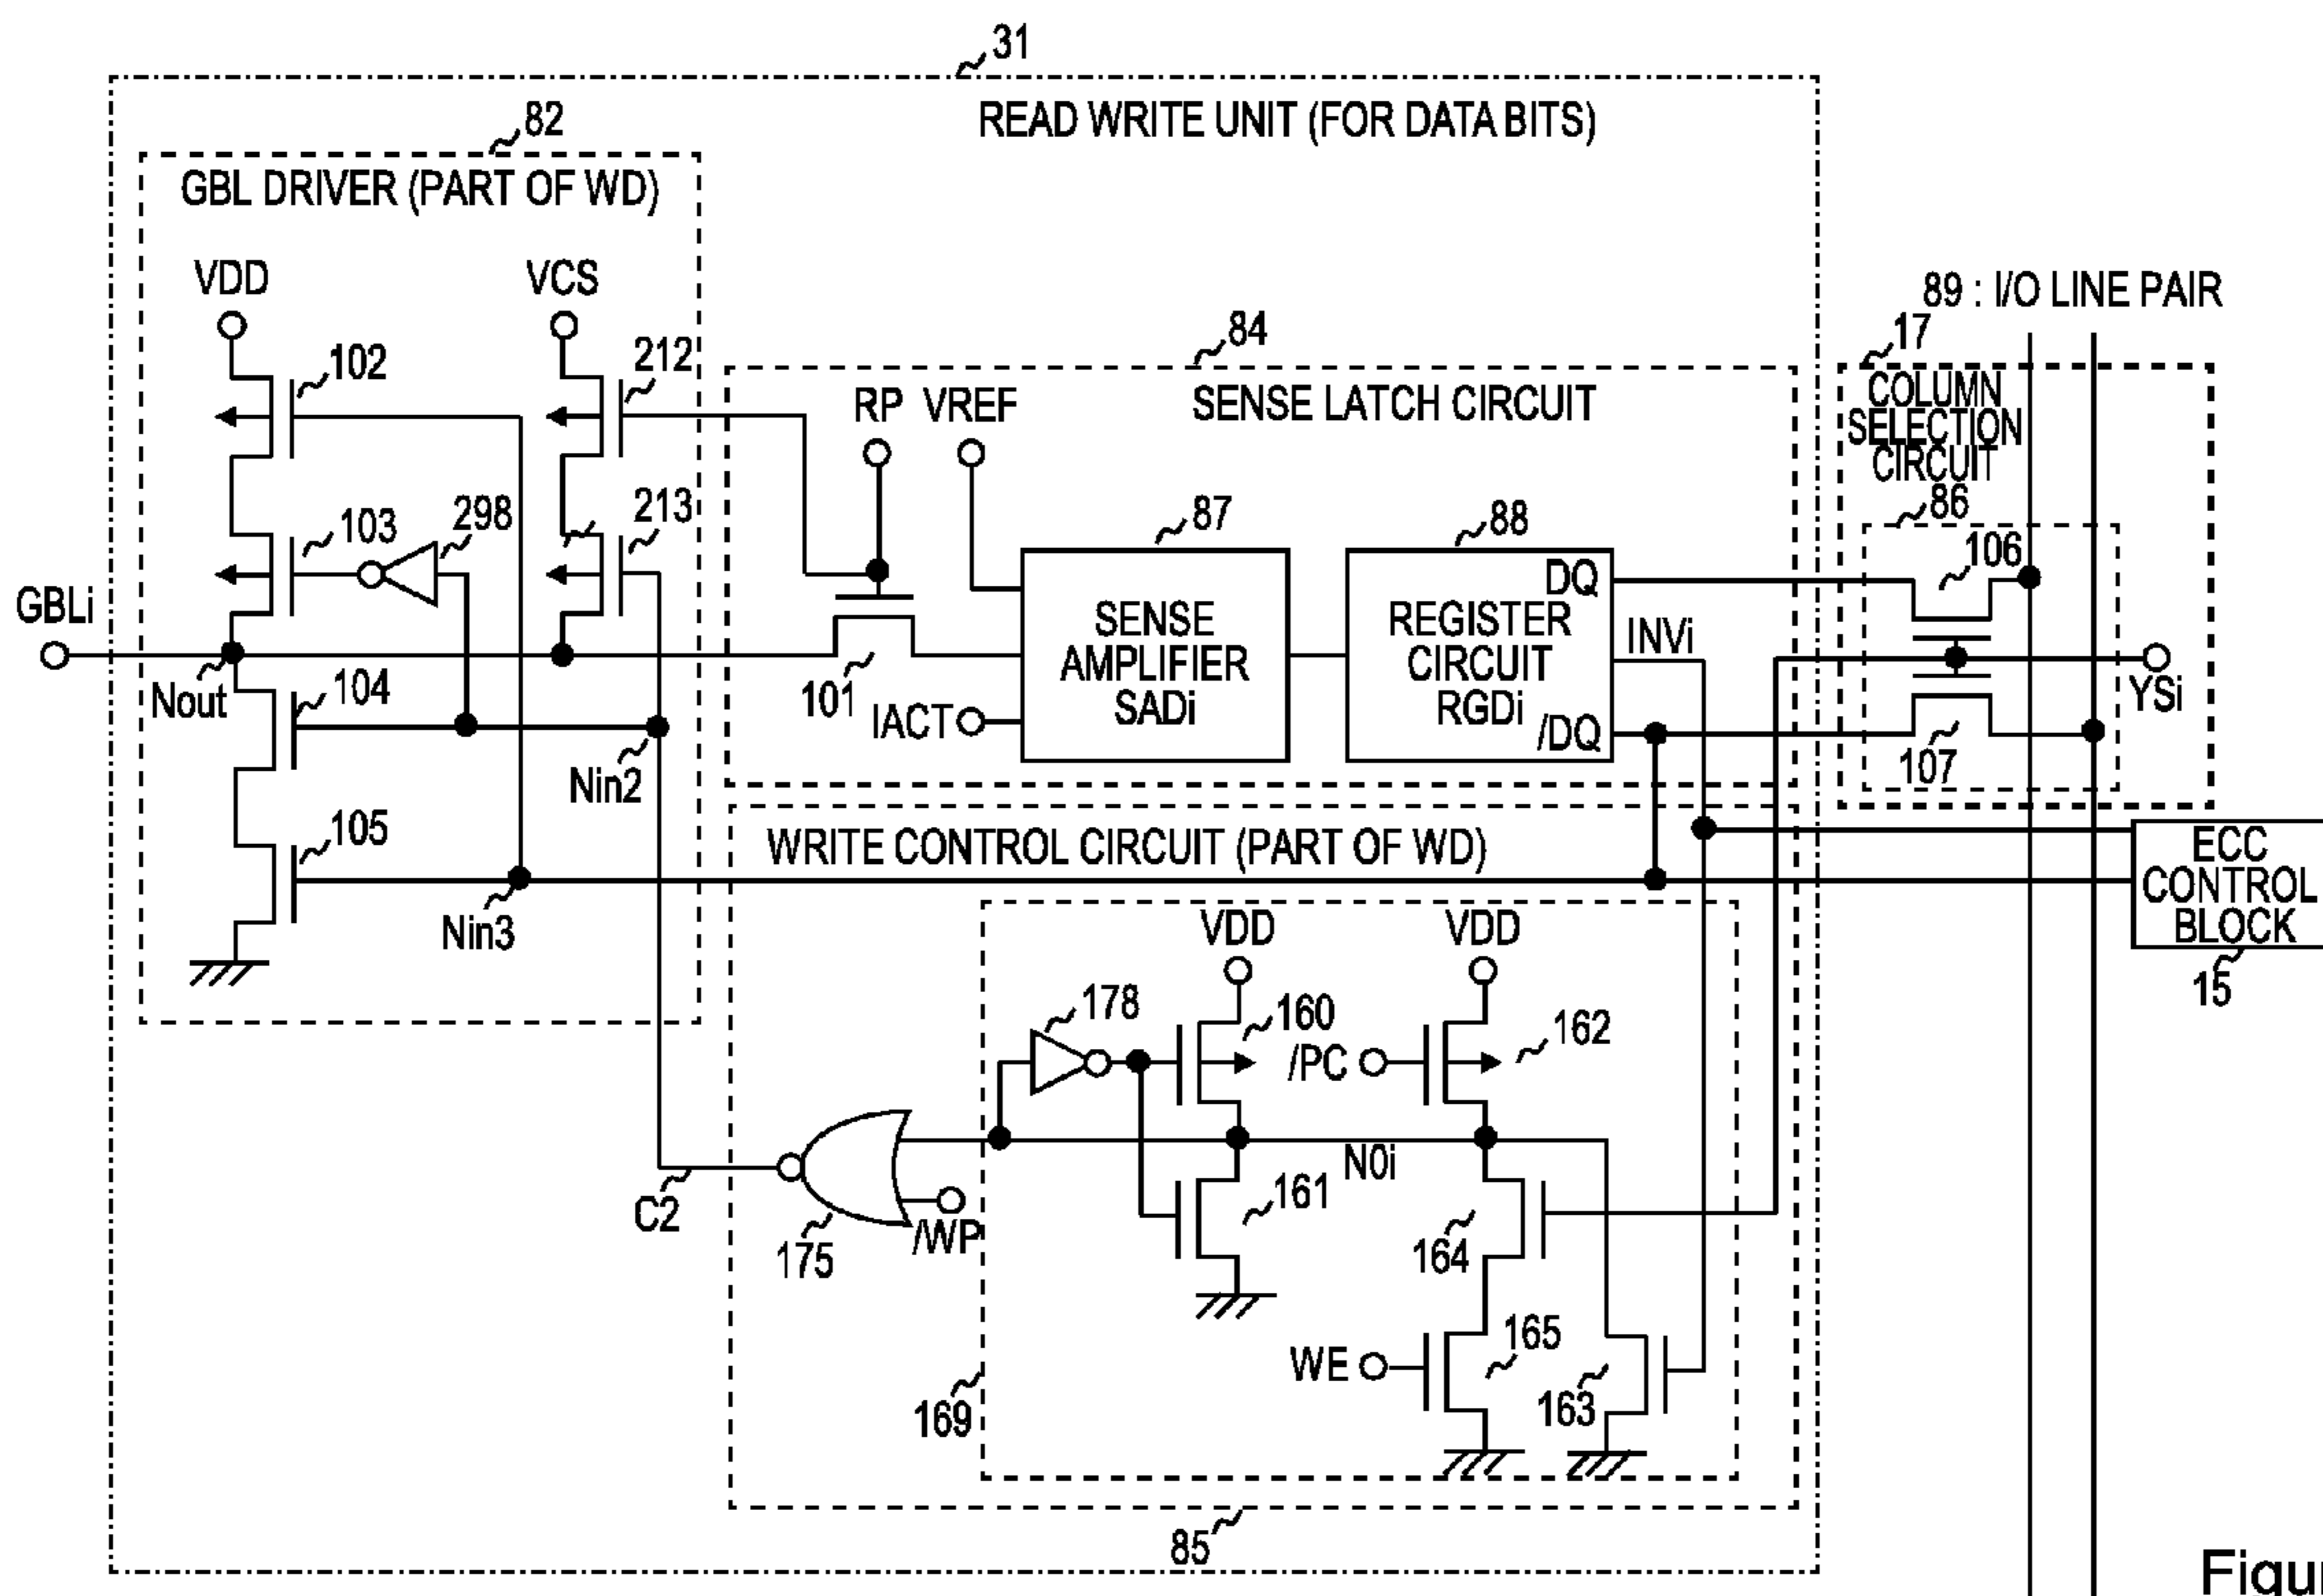 31
READ WRITE UNIT (FOR DATA BITS)
82
GBL DRIVER (PART OF WD)
VDD
VCS
89 : I/O LINE PAIR
102
212
84
17
RP
VREF
SENSE LATCH CIRCUIT
COLUMN
SELECTION
CIRCUIT
103
298
213
87
88
86
106
GBLi
DQ
SENSE
AMPLIFIER
SADi
REGISTER
CIRCUIT
RGDi
INVi
Nout
104
101
IACT
/DQ
YSi
107
Nin2
105
WRITE CONTROL CIRCUIT (PART OF WD)
ECC
CONTROL
BLOCK
Nin3
VDD
VDD
15
178
160
/PC
162
N0i
C2
175
/WP
161
164
WE
165
163
169
85
Figu